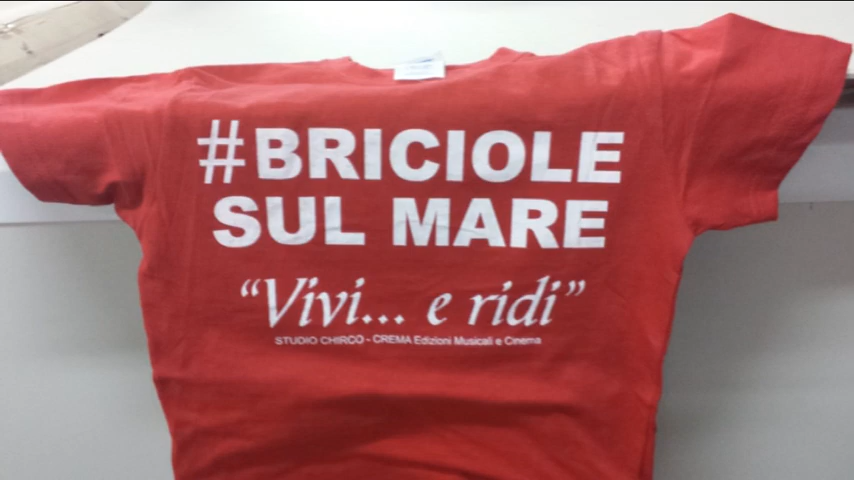 #BRICIOLE
SUL MARE
“Vivi... e ridi”
STUDIO CHIRCO - CREMA Edizioni Musicali e Cinema